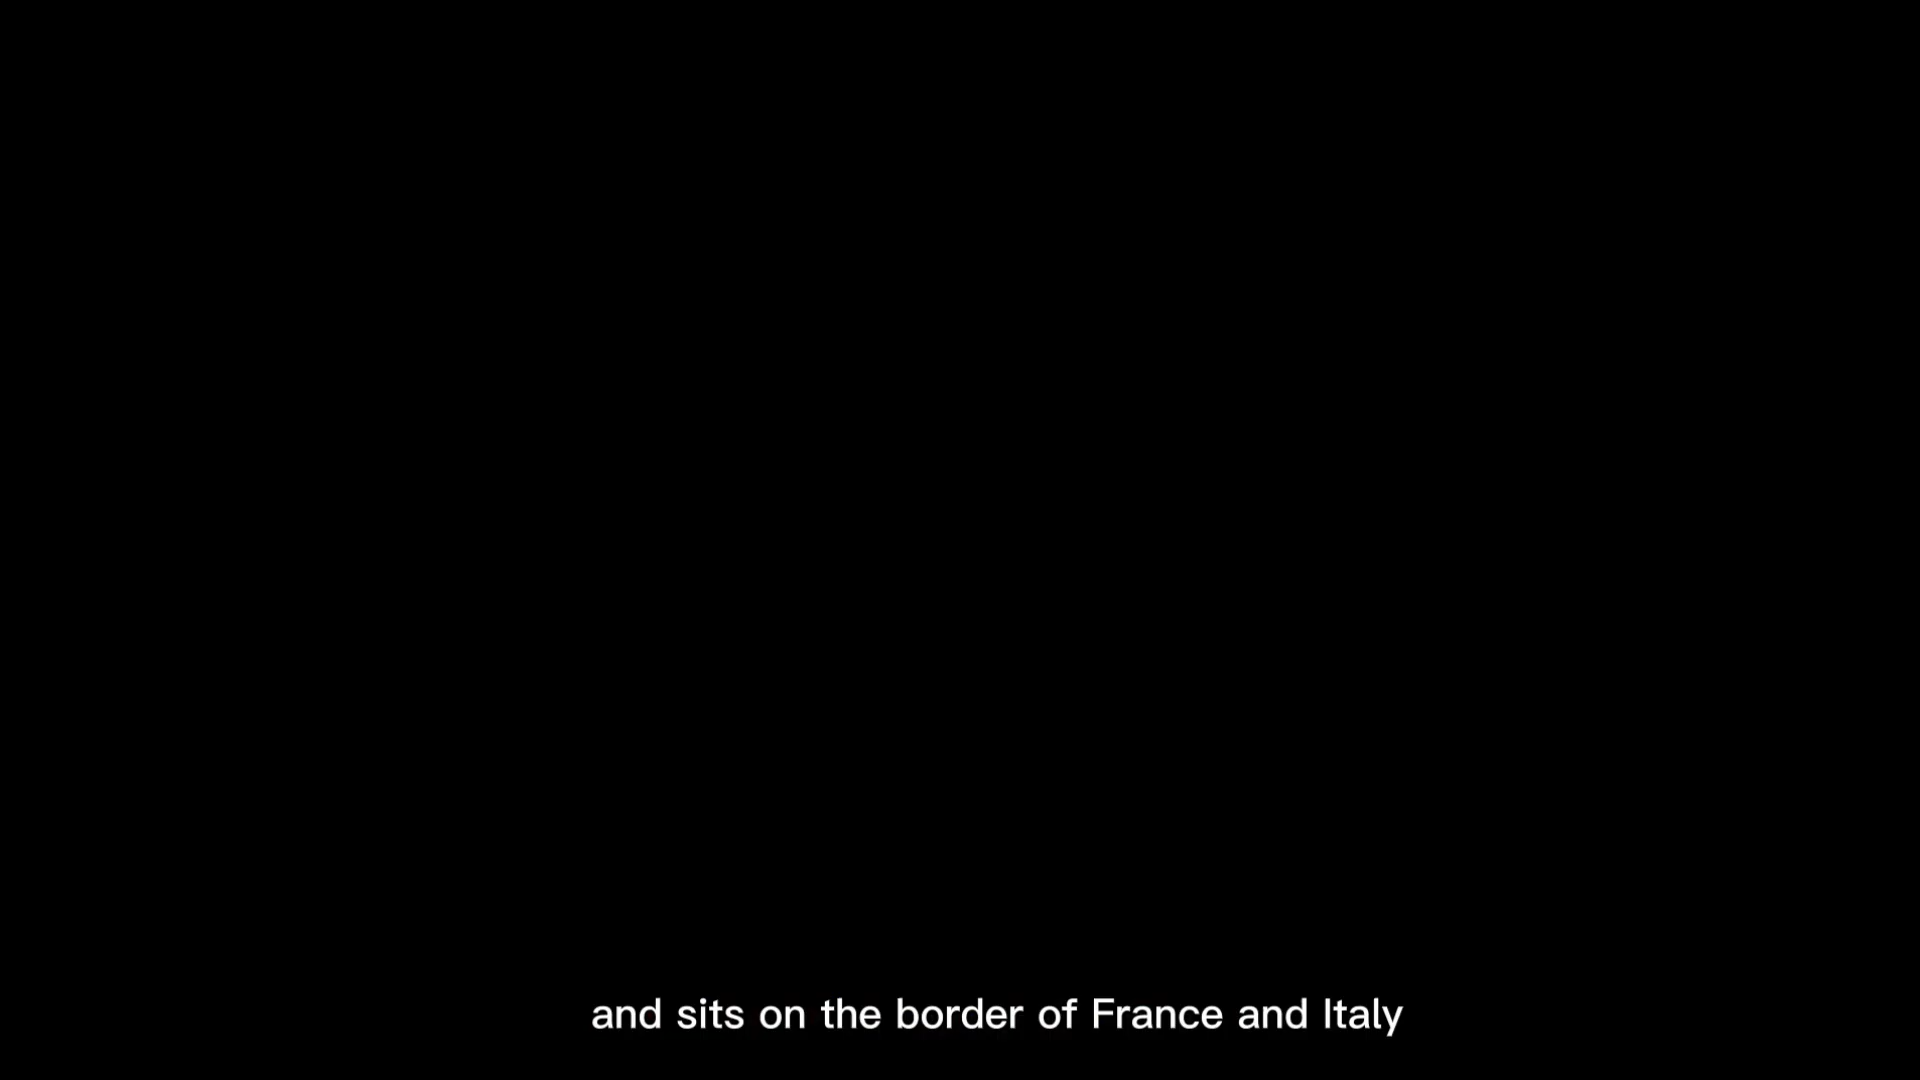 and sits on the border of France and Italy